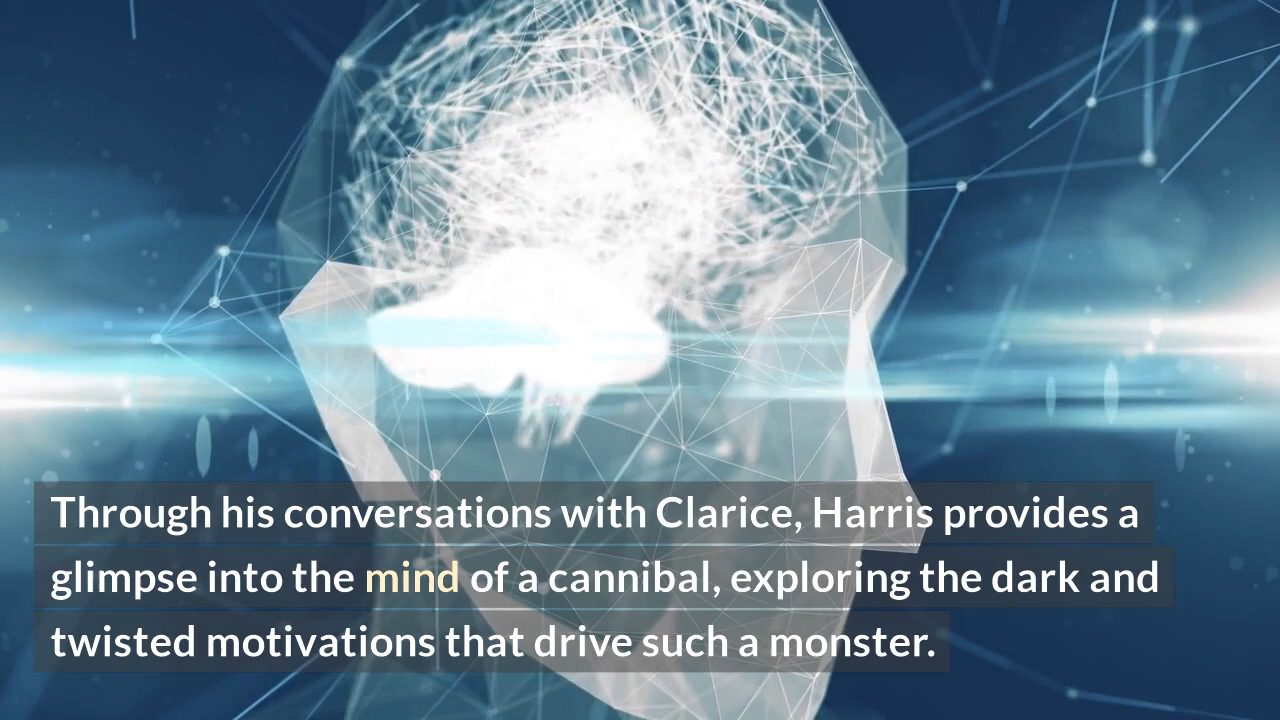 Through his conversations with Clarice, Harris provides a
glimpse into the mind of a cannibal, exploring the dark and
twisted motivations that drive such a monster.